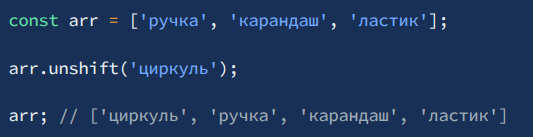 const arr = ['ручка', 'карандаш', 'ластик'];
arr.unshift('циркуль');
arr; // ['циркуль', 'ручка', 'карандаш', 'ластик']